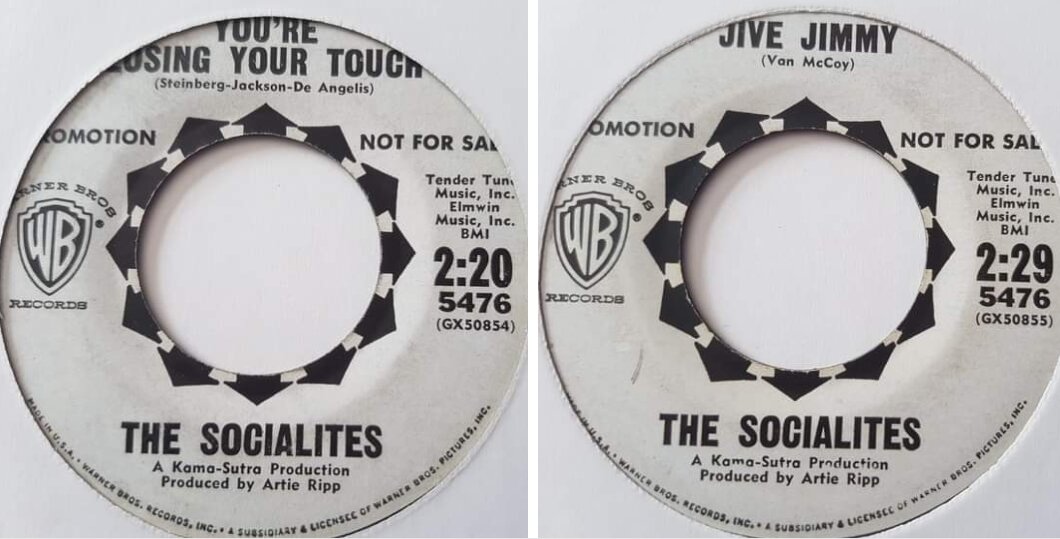 YOU'RE
LOSING YOUR TOUCH
(Steinberg-Jackson-De Angelis)
ROMOTION
NOT FOR SAL
RNER BROS
WB
®
RECORDS
Tender Tune
Music, Inc.
Elmwin
Music, Inc.
BMI
2:20
5476
(GX50854)
THE SOCIALITES
A Kama-Sutra Production
Produced by Artie Ripp
MADE IN U.S.A. • WARNER BROS. RECORDS, INC. • A SUBSIDIARY & LICENSEE OF WARNER BROS. PICTURES, INC.
JIVE JIMMY
(Van McCoy)
OMOTION
NOT FOR SAL
RNER BROS
WB
®
RECORDS
Tender Tune
Music, Inc.
Elmwin
Music, Inc.
BMI
2:29
5476
(GX50855)
THE SOCIALITES
A Kama-Sutra Production
Produced by Artie Ripp
U.S.A. • WARNER BROS. RECORDS, INC. • A SUBSIDIARY & LICENSEE OF WARNER BROS. PICTURES, INC.